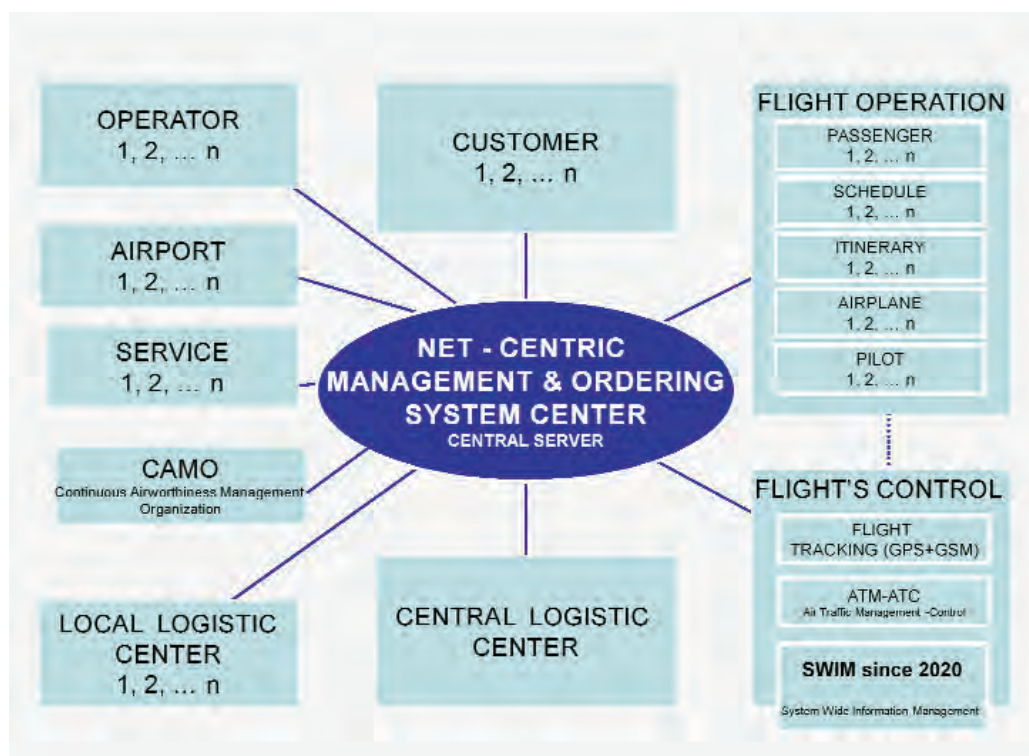 OPERATOR
1, 2, ... n
AIRPORT
1, 2, ... n
SERVICE
1, 2, ... n
CAMO
Continuous Airworthiness Management
Organization
LOCAL LOGISTIC
CENTER
1, 2, ... n
CUSTOMER
1, 2, ... n
NET - CENTRIC
MANAGEMENT & ORDERING
SYSTEM CENTER
CENTRAL SERVER
CENTRAL LOGISTIC
CENTER
FLIGHT OPERATION
PASSENGER
1, 2, ... n
SCHEDULE
1, 2, ... n
ITINERARY
1, 2, ... n
AIRPLANE
1, 2, ... n
PILOT
1, 2, ... n
FLIGHT'S CONTROL
FLIGHT
TRACKING (GPS+GSM)
ATM-ATC
Air Traffic Management -Control
SWIM since 2020
System Wide Information Management